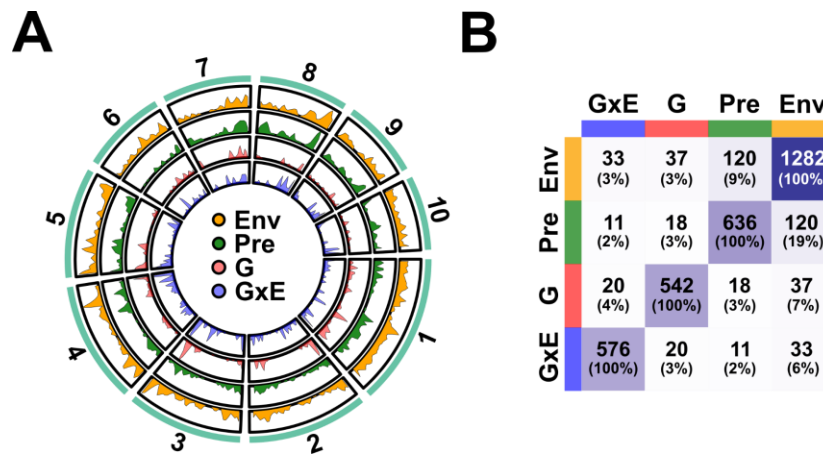 A
7
8
6
9
5
10
4
1
3
2
Env
Pre
G
GxE
B
GxE G Pre Env
Env 33 37 120 1282
(3%) (3%) (9%) (100%)
Pre 11 18 636 120
(2%) (3%) (100%) (19%)
G 20 542 18 37
(4%) (100%) (3%) (7%)
GxE 576 20 11 33
(100%) (3%) (2%) (6%)